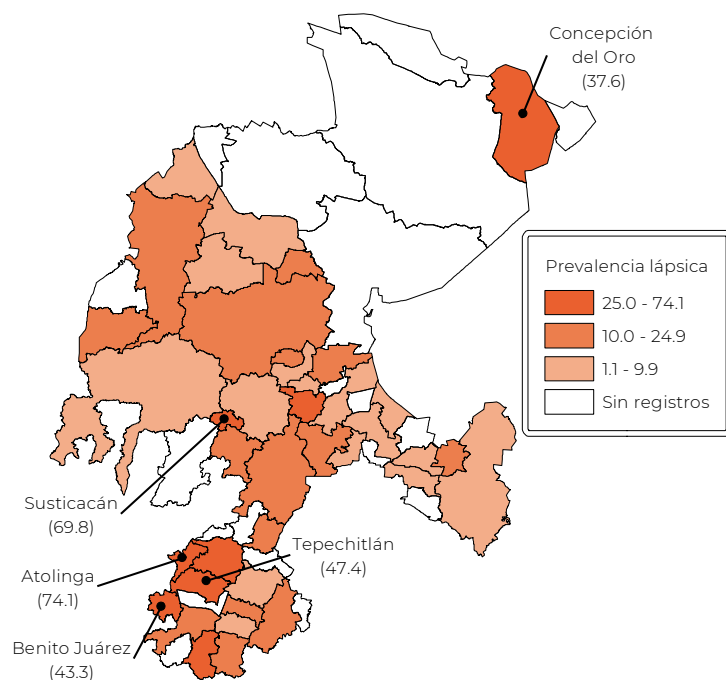 Concepción
del Oro
(37.6)
Prevalencia lápsica
25.0 - 74.1
10.0 - 24.9
1.1 - 9.9
Sin registros
Susticacán
(69.8)
Tepechitlán
(47.4)
Atolinga
(74.1)
Benito Juárez
(43.3)